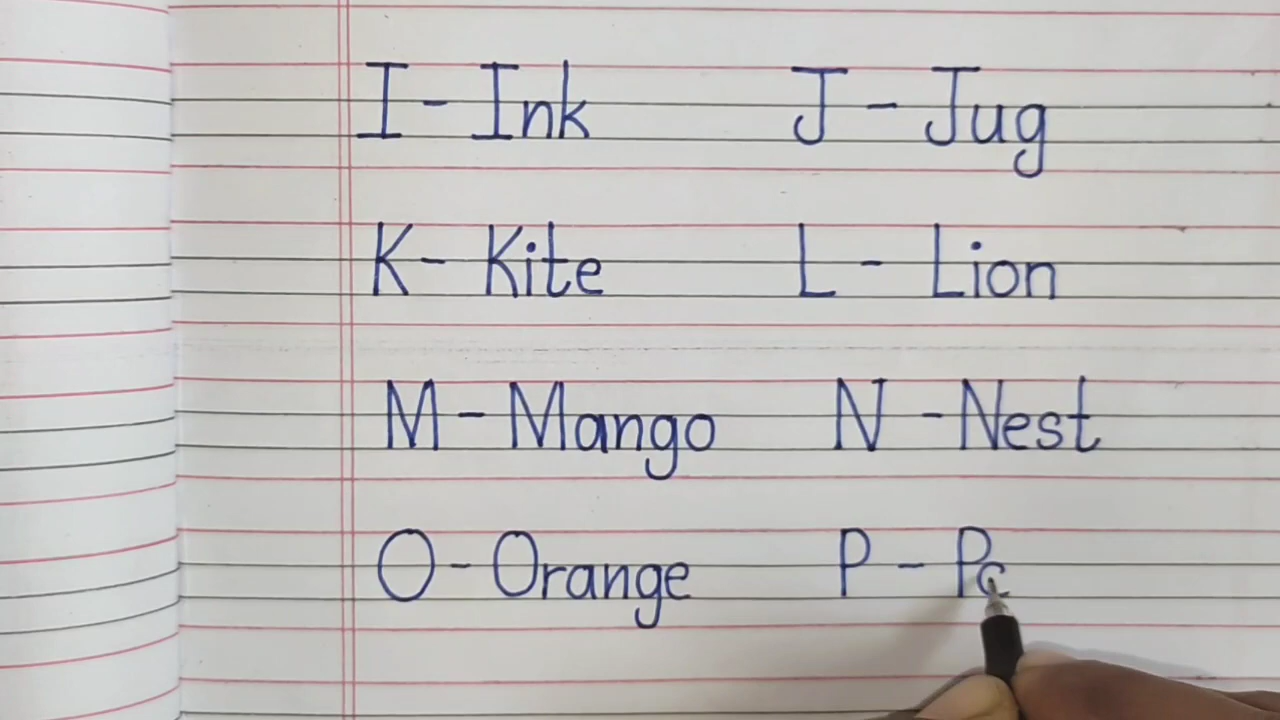 I - Ink J - Jug
K - Kite L - Lion
M - Mango N - Nest
O - Orange P -